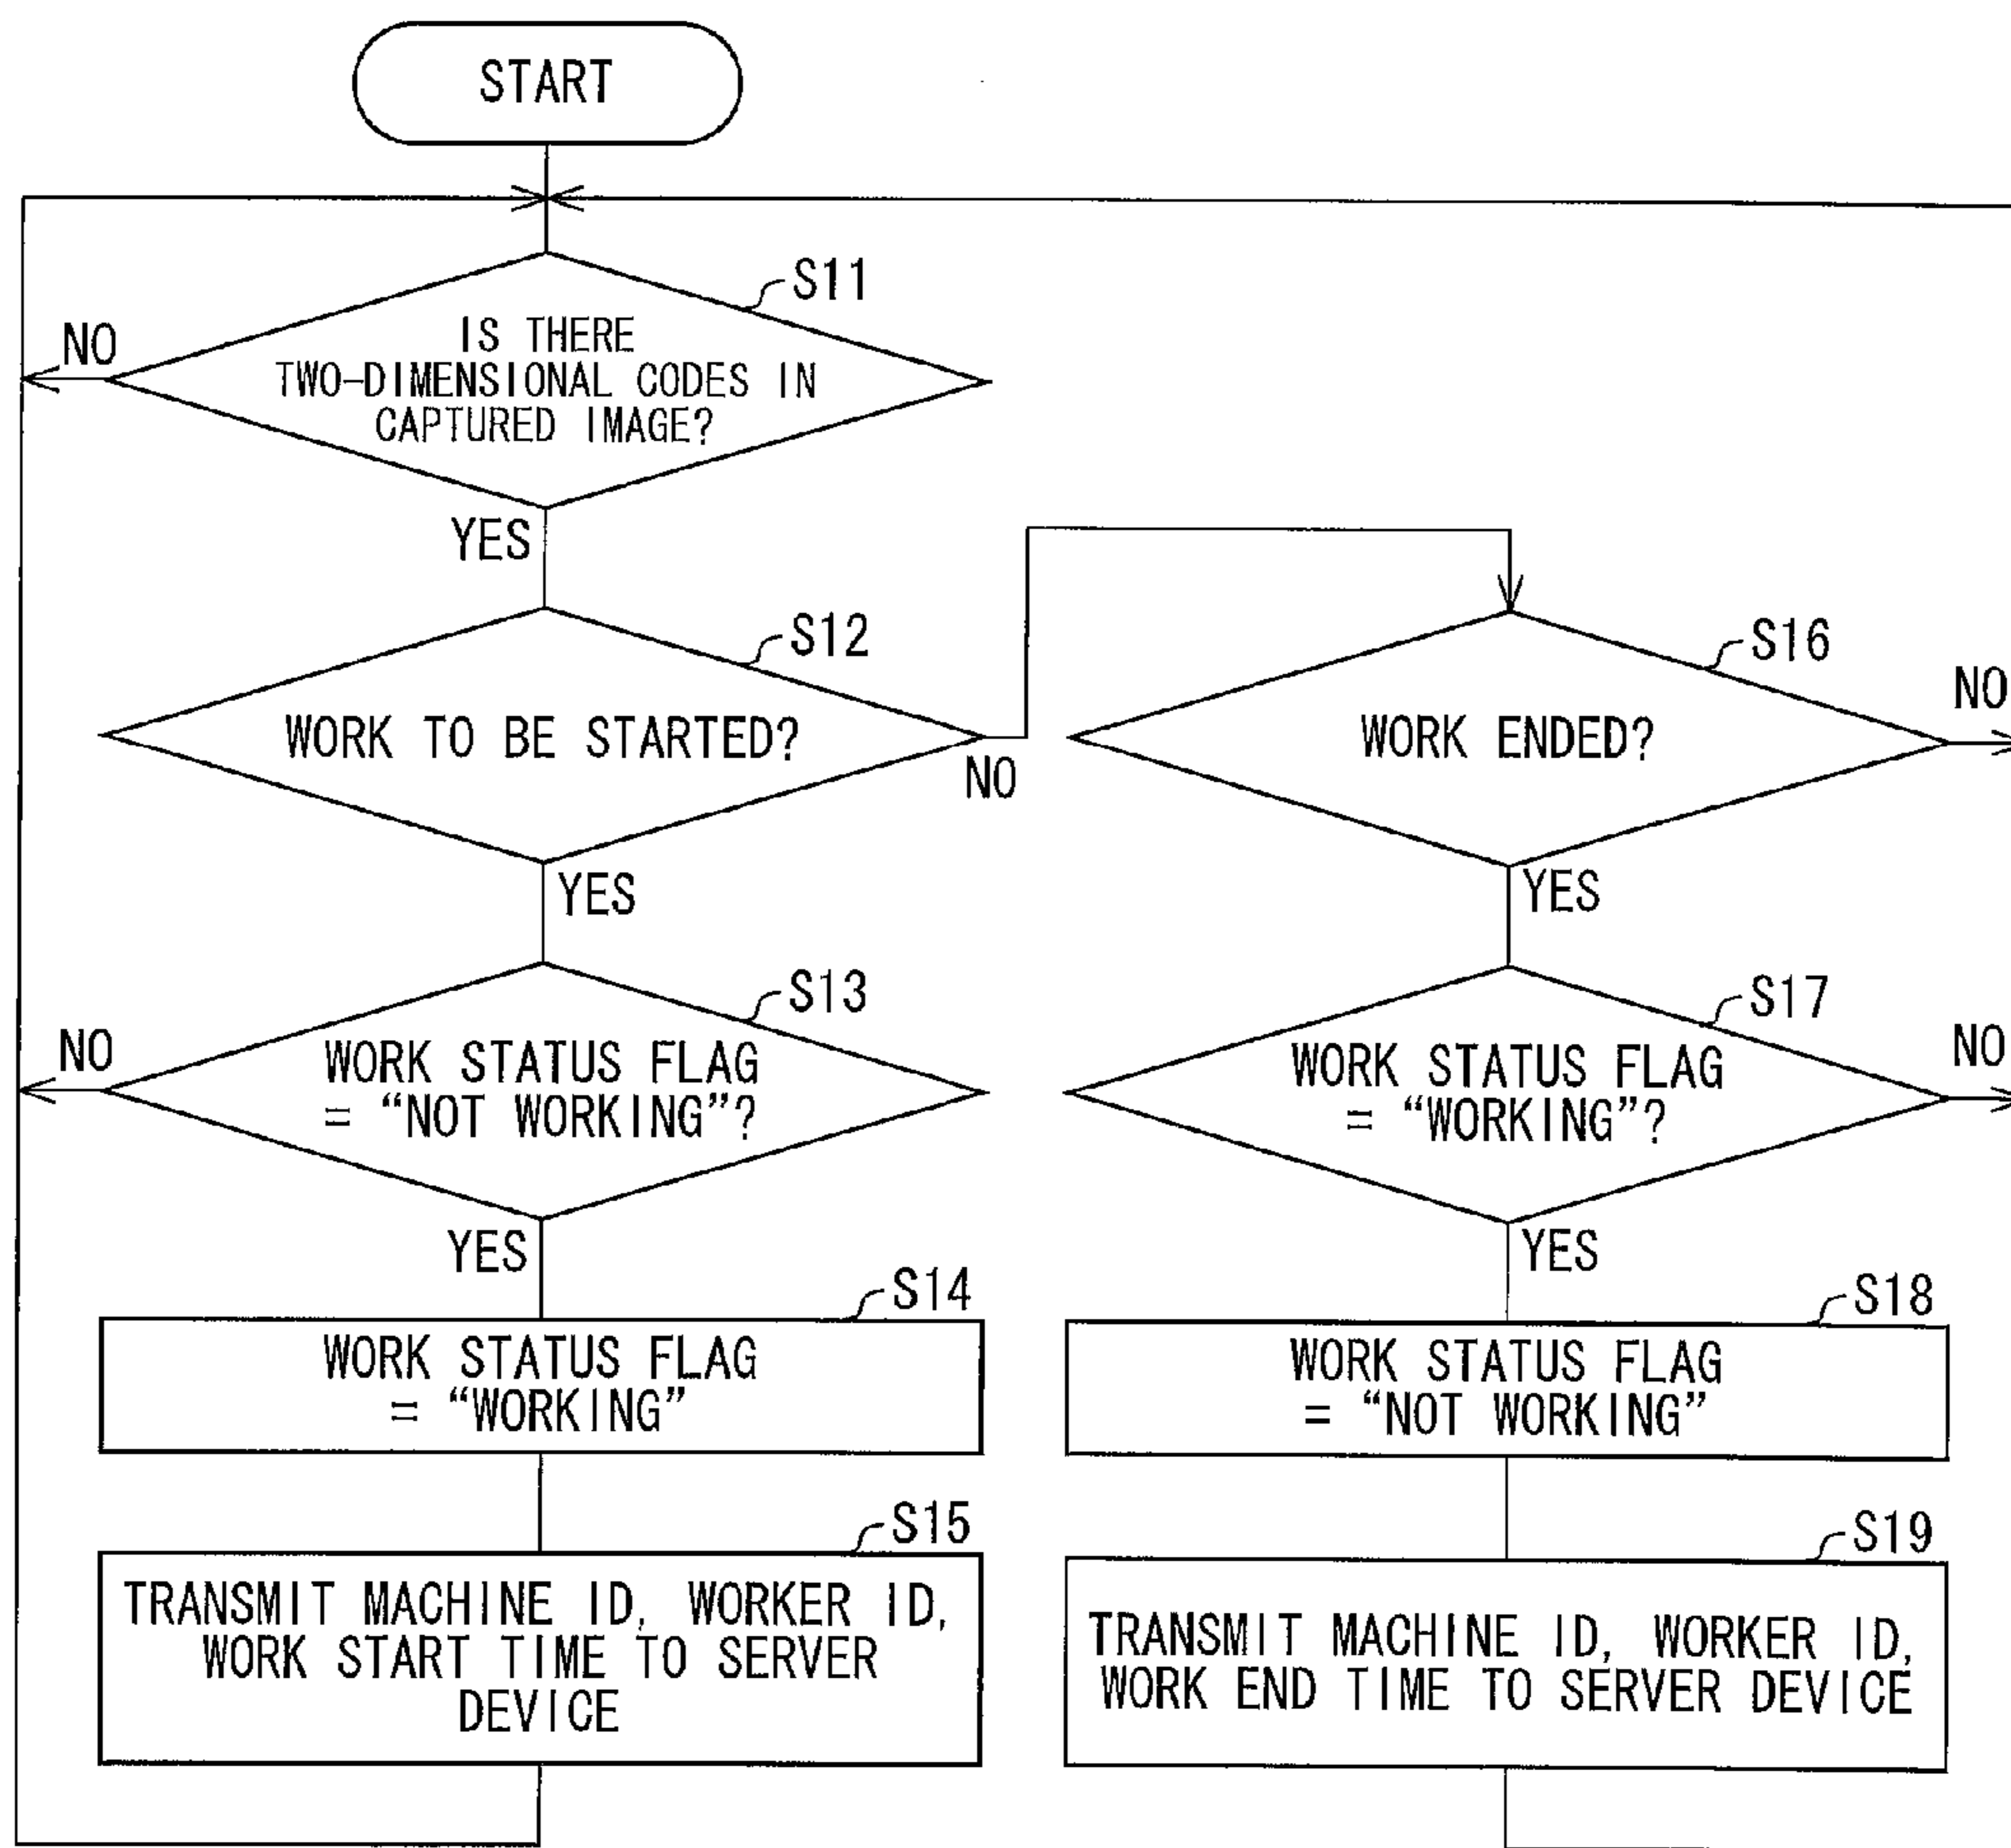 START
S11
NO
IS THERE
TWO-DIMENSIONAL CODES IN
CAPTURED IMAGE?
YES
S12
WORK TO BE STARTED?
NO
YES
S13
NO
WORK STATUS FLAG
= “NOT WORKING”?
YES
S14
WORK STATUS FLAG
= “WORKING”
S15
TRANSMIT MACHINE ID, WORKER ID,
WORK START TIME TO SERVER
DEVICE
S16
NO
WORK ENDED?
YES
S17
NO
WORK STATUS FLAG
= “WORKING”?
YES
S18
WORK STATUS FLAG
= “NOT WORKING”
S19
TRANSMIT MACHINE ID, WORKER ID,
WORK END TIME TO SERVER DEVICE